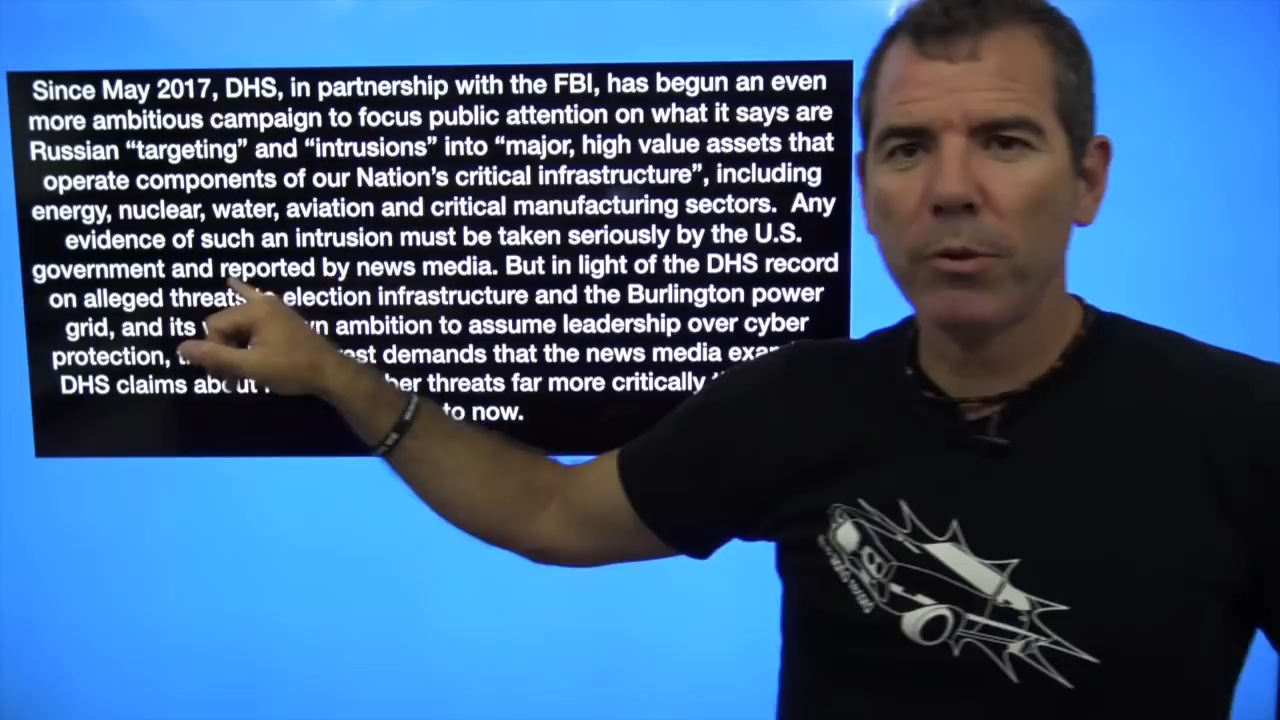 Since May 2017, DHS, in partnership with the FBI, has begun an even
more ambitious campaign to focus public attention on what it says are
Russian “targeting” and “intrusions” into “major, high value assets that
operate components of our Nation’s critical infrastructure”, including
energy, nuclear, water, aviation and critical manufacturing sectors. Any
evidence of such an intrusion must be taken seriously by the U.S.
government and reported by news media. But in light of the DHS record
on alleged threats election infrastructure and the Burlington power
grid, and its ambition to assume leadership over cyber
protection, demands that the news media
DHS claims threats far more critically
to now.